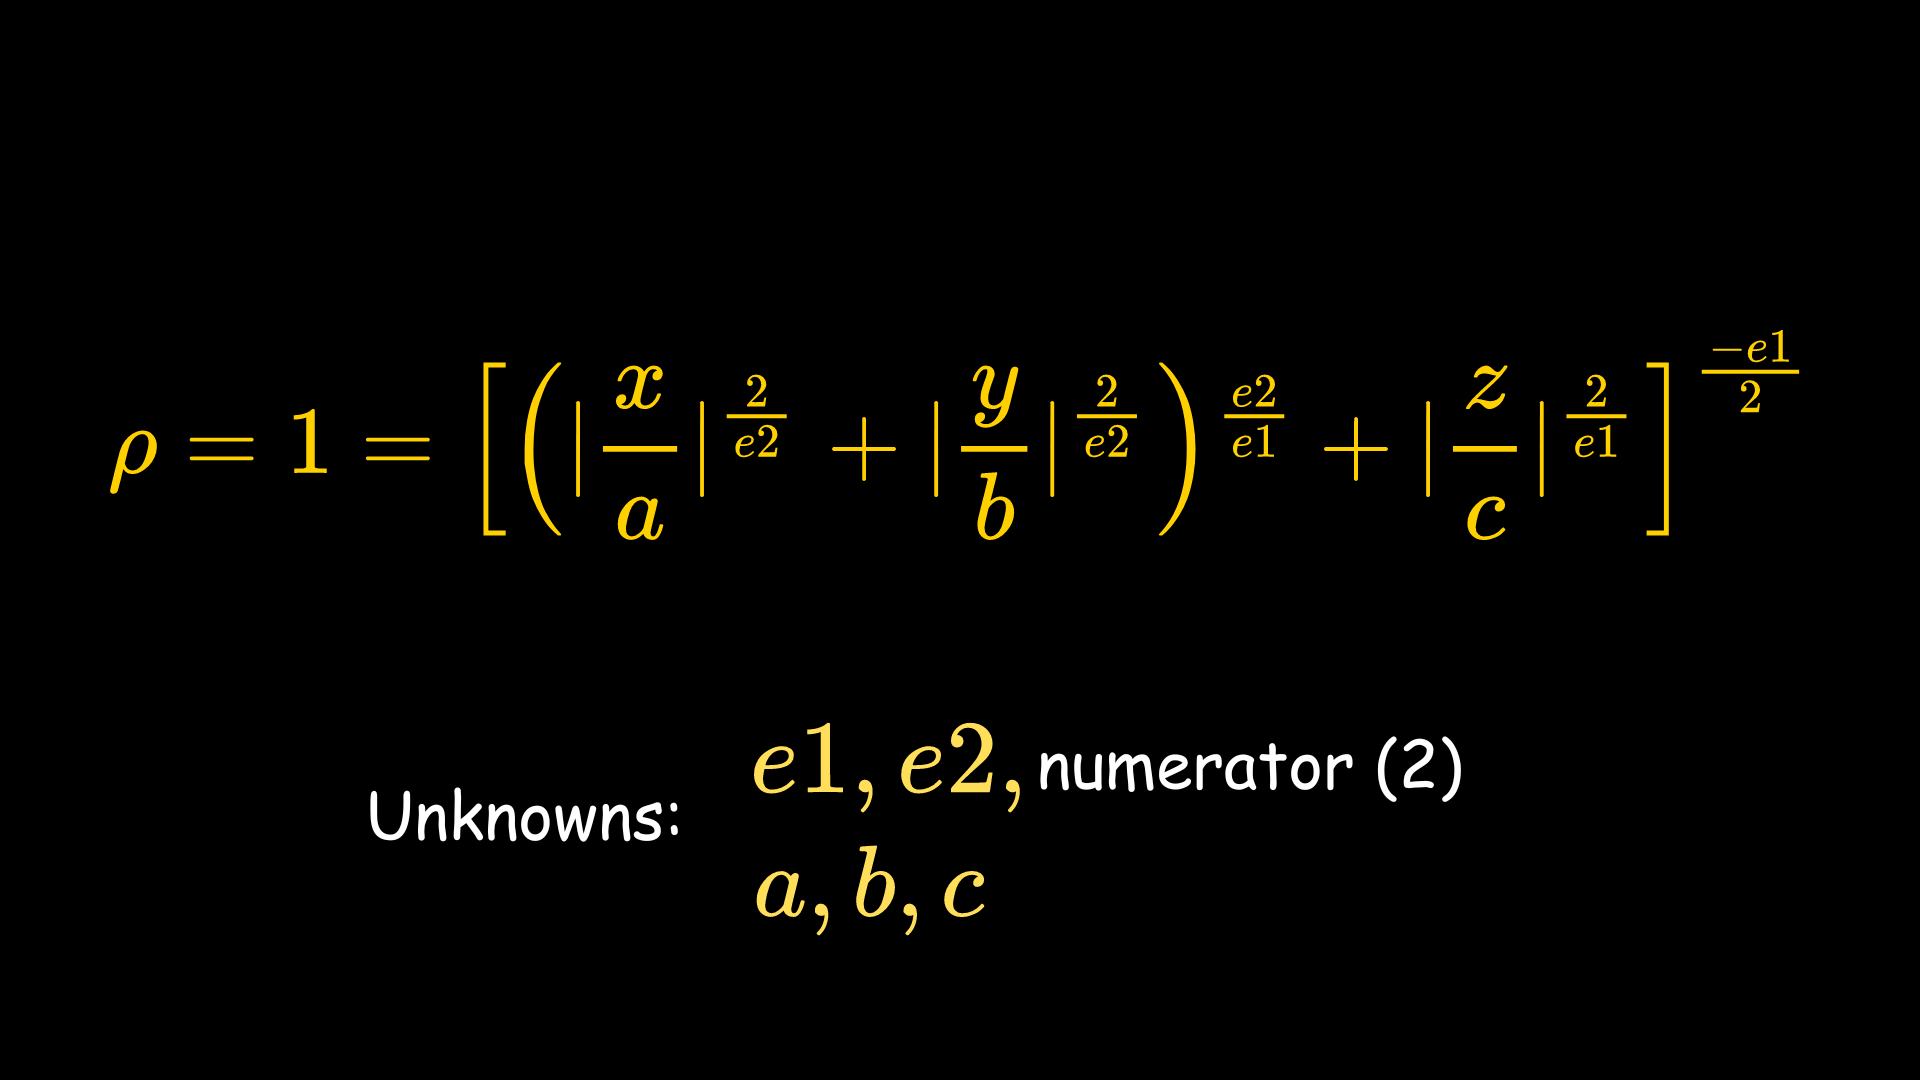 ρ = 1 = [(|x/a|^(2/e2) + |y/b|^(2/e2))^(e2/e1) + |z/c|^(2/e1)]^(-e1/2)
Unknowns:
e1, e2, numerator (2)
a, b, c